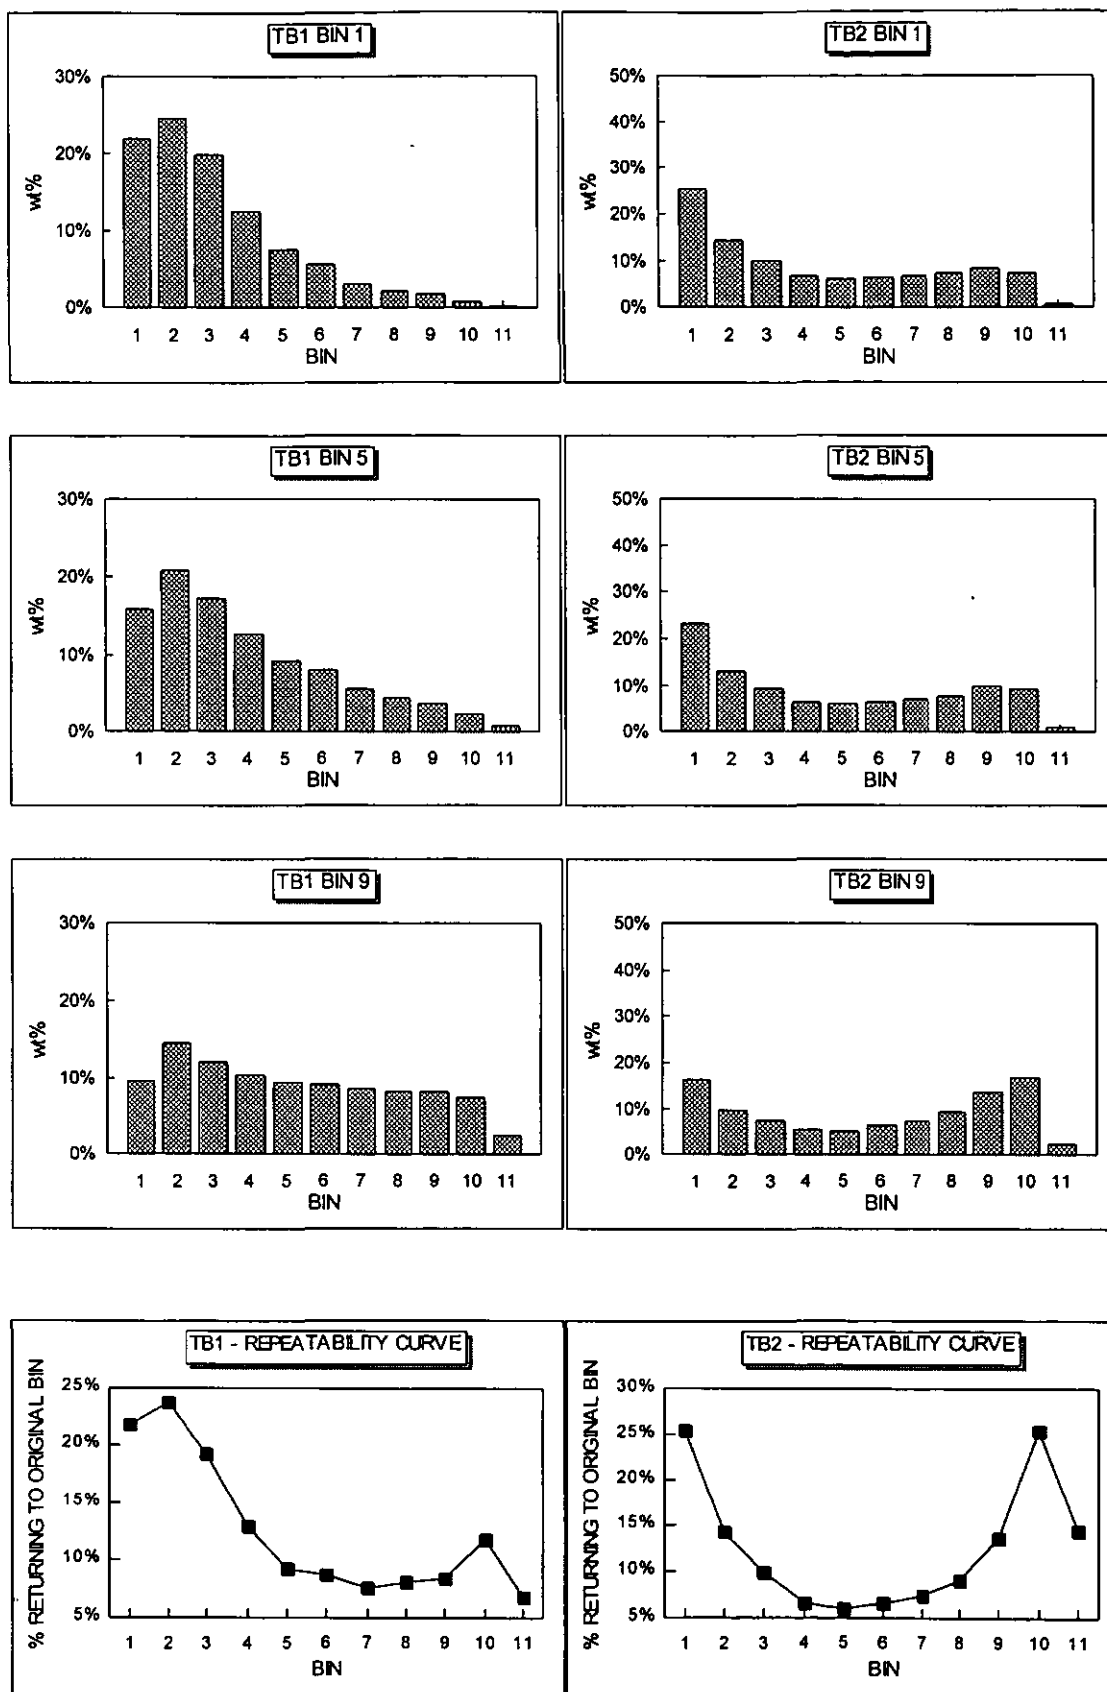 TB1 BIN 1
30%
20%
10%
0%
wt%
1 2 3 4 5 6 7 8 9 10 11
BIN
TB2 BIN 1
50%
40%
30%
20%
10%
0%
wt%
1 2 3 4 5 6 7 8 9 10 11
BIN
TB1 BIN 5
30%
20%
10%
0%
wt%
1 2 3 4 5 6 7 8 9 10 11
BIN
TB2 BIN 5
50%
40%
30%
20%
10%
0%
wt%
1 2 3 4 5 6 7 8 9 10 11
BIN
TB1 BIN 9
30%
20%
10%
0%
wt%
1 2 3 4 5 6 7 8 9 10 11
BIN
TB2 BIN 9
50%
40%
30%
20%
10%
0%
wt%
1 2 3 4 5 6 7 8 9 10 11
BIN
TB1 - REPEATABILITY CURVE
% RETURNING TO ORIGINAL BIN
25%
20%
15%
10%
5%
1 2 3 4 5 6 7 8 9 10 11
BIN
TB2 - REPEATABILITY CURVE
% RETURNING TO ORIGINAL BIN
30%
25%
20%
15%
10%
5%
1 2 3 4 5 6 7 8 9 10 11
BIN